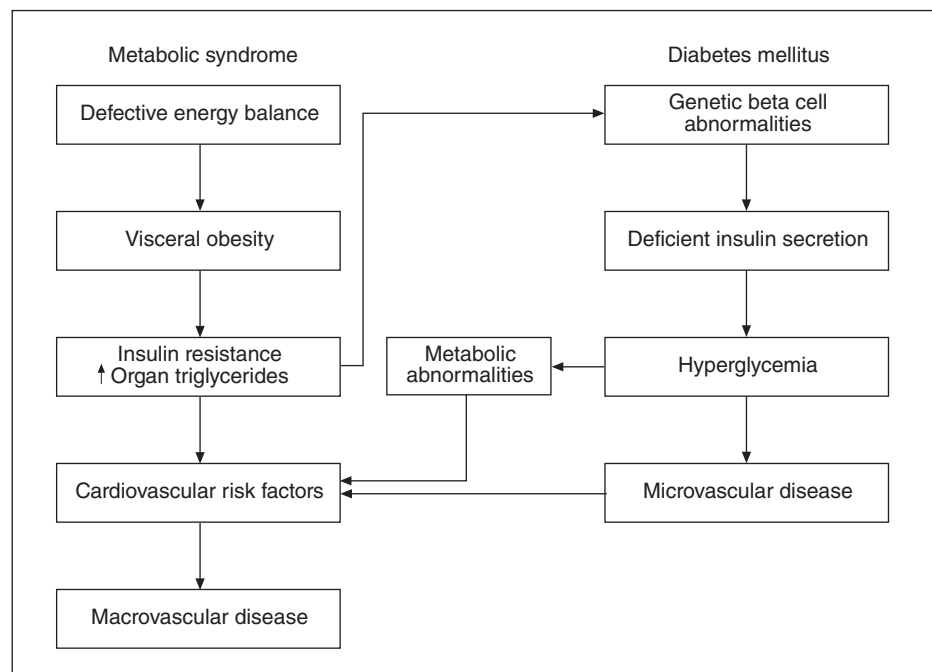 Metabolic syndrome
Defective energy balance
Visceral obesity
Insulin resistance
↑ Organ triglycerides
Cardiovascular risk factors
Macrovascular disease
Metabolic
abnormalities
Diabetes mellitus
Genetic beta cell
abnormalities
Deficient insulin secretion
Hyperglycemia
Microvascular disease